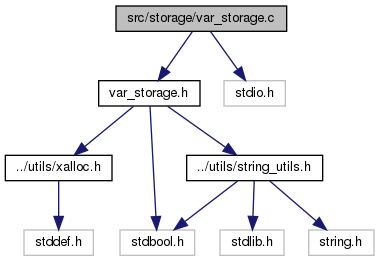 src/storage/var_storage.c
var_storage.h
stdio.h
../utils/xalloc.h
../utils/string_utils.h
stddef.h
stdbool.h
stdlib.h
string.h